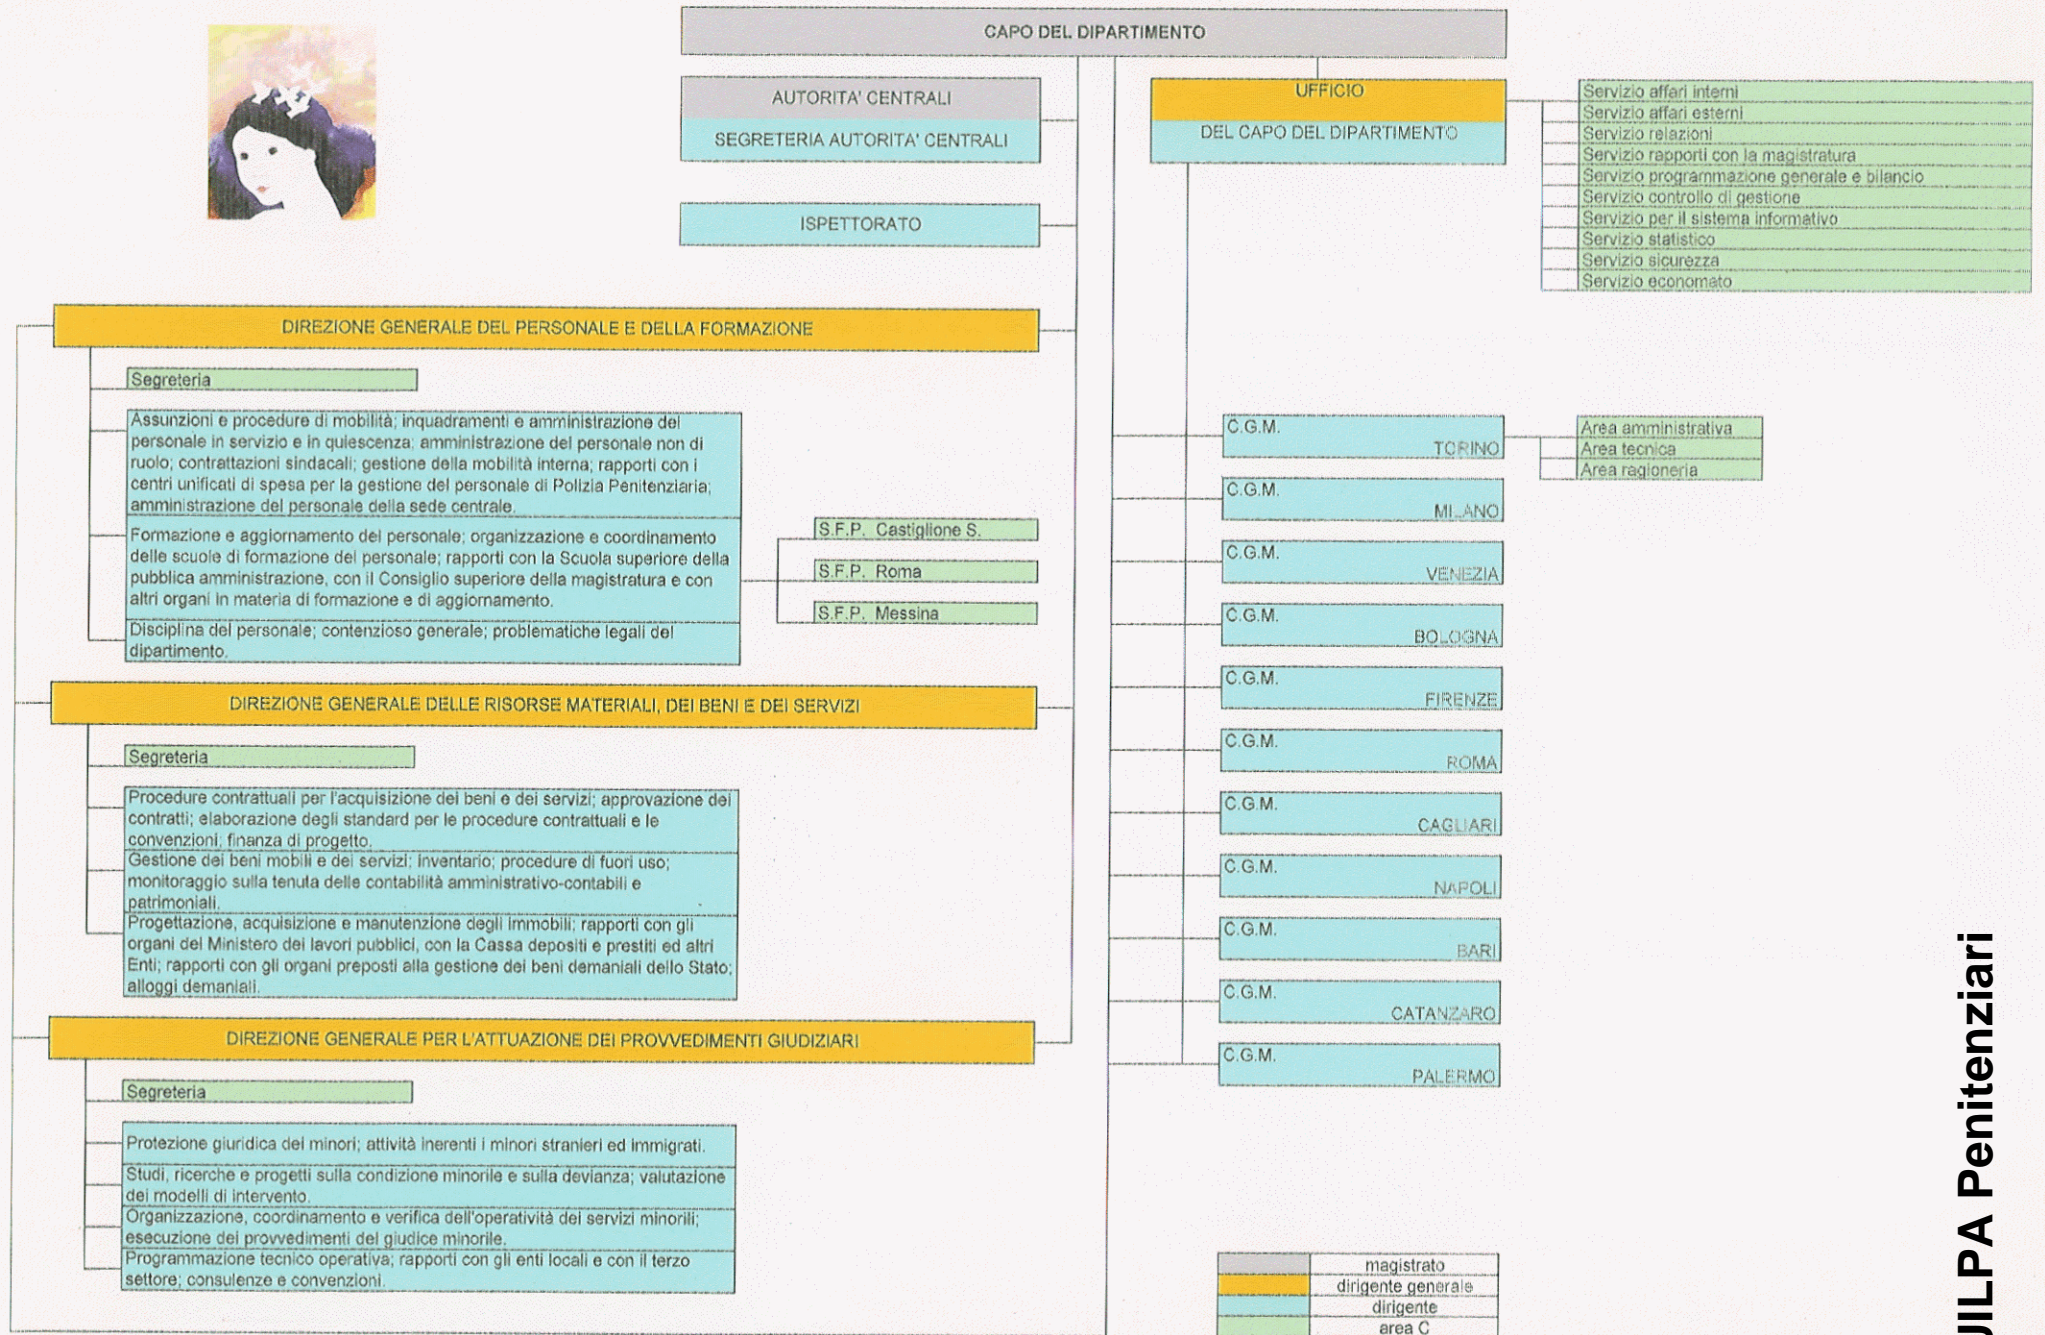 CAPO DEL DIPARTIMENTO
AUTORITA' CENTRALI
SEGRETERIA AUTORITA' CENTRALI
ISPETTORATO
UFFICIO
DEL CAPO DEL DIPARTIMENTO
Servizio affari interni
Servizio affari esterni
Servizio relazioni
Servizio rapporti con la magistratura
Servizio programmazione generale e bilancio
Servizio controllo di gestione
Servizio per il sistema informativo
Servizio statistico
Servizio sicurezza
Servizio economato
DIREZIONE GENERALE DEL PERSONALE E DELLA FORMAZIONE
Segreteria
Assunzioni e procedure di mobilità; inquadramenti e amministrazione del
personale in servizio e in quiescenza; amministrazione del personale non di
ruolo; contrattazioni sindacali; gestione della mobilità interna; rapporti con i
centri unificati di spesa per la gestione del personale di Polizia Penitenziaria;
amministrazione del personale della sede centrale.
Formazione e aggiornamento del personale; organizzazione e coordinamento
delle scuole di formazione del personale; rapporti con la Scuola superiore della
pubblica amministrazione, con il Consiglio superiore della magistratura e con
altri organi in materia di formazione e di aggiornamento.
Disciplina del personale; contenzioso generale; problematiche legali del
dipartimento.
S.F.P. Castiglione S.
S.F.P. Roma
S.F.P. Messina
DIREZIONE GENERALE DELLE RISORSE MATERIALI, DEI BENI E DEI SERVIZI
Segreteria
Procedure contrattuali per l'acquisizione dei beni e dei servizi; approvazione dei
contratti; elaborazione degli standard per le procedure contrattuali e le
convenzioni; finanza di progetto.
Gestione dei beni mobili e dei servizi; inventario; procedure di fuori uso;
monitoraggio sulla tenuta delle contabilità amministrativo-contabili e
patrimoniali.
Progettazione, acquisizione e manutenzione degli immobili; rapporti con gli
organi del Ministero dei lavori pubblici, con la Cassa depositi e prestiti ed altri
Enti; rapporti con gli organi preposti alla gestione dei beni demaniali dello Stato;
alloggi demaniali.
DIREZIONE GENERALE PER L'ATTUAZIONE DEI PROVVEDIMENTI GIUDIZIARI
Segreteria
Protezione giuridica dei minori; attività inerenti i minori stranieri ed immigrati.
Studi, ricerche e progetti sulla condizione minorile e sulla devianza; valutazione
dei modelli di intervento.
Organizzazione, coordinamento e verifica dell'operatività dei servizi minorili;
esecuzione dei provvedimenti del giudice minorile.
Programmazione tecnico operativa; rapporti con gli enti locali e con il terzo
settore; consulenze e convenzioni.
C.G.M.
TORINO
Area amministrativa
Area tecnica
Area ragioneria
C.G.M.
MILANO
C.G.M.
VENEZIA
C.G.M.
BOLOGNA
C.G.M.
FIRENZE
C.G.M.
ROMA
C.G.M.
CAGLIARI
C.G.M.
NAPOLI
C.G.M.
BARI
C.G.M.
CATANZARO
C.G.M.
PALERMO
magistrato
dirigente generale
dirigente
area C
UILPA Penitenziari